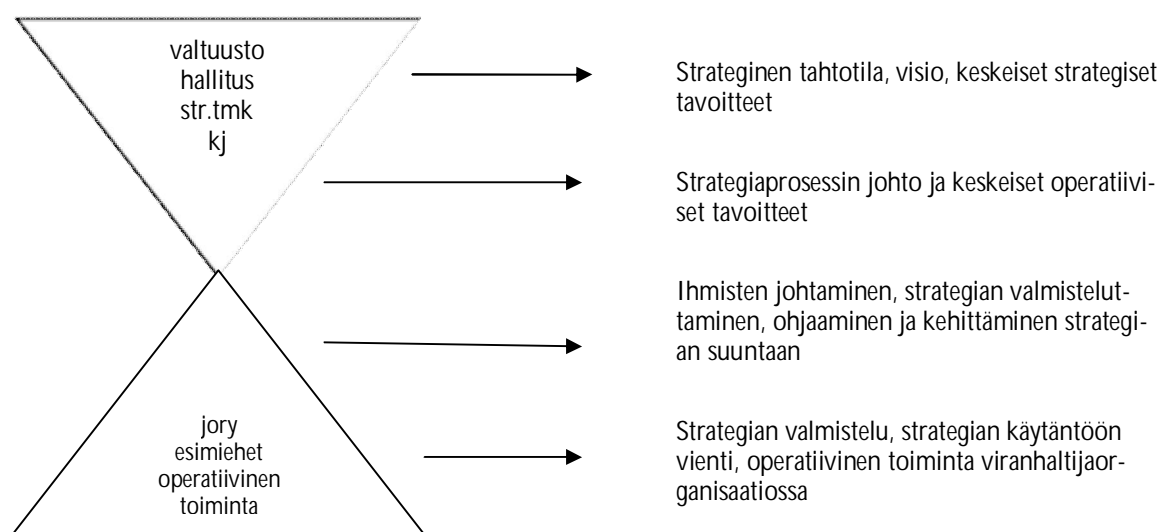 valtuusto
hallitus
str.tmk
kj
Strateginen tahtotila, visio, keskeiset strategiset
tavoitteet
Strategiaprosessin johto ja keskeiset operatiivi-
set tavoitteet
Ihmisten johtaminen, strategian valmistelut-
taminen, ohjaaminen ja kehittäminen strategi-
an suuntaan
jory
esimiehet
operatiivinen
toiminta
Strategian valmistelu, strategian käytäntöön
vienti, operatiivinen toiminta viranhaltijaor-
ganisaatiossa